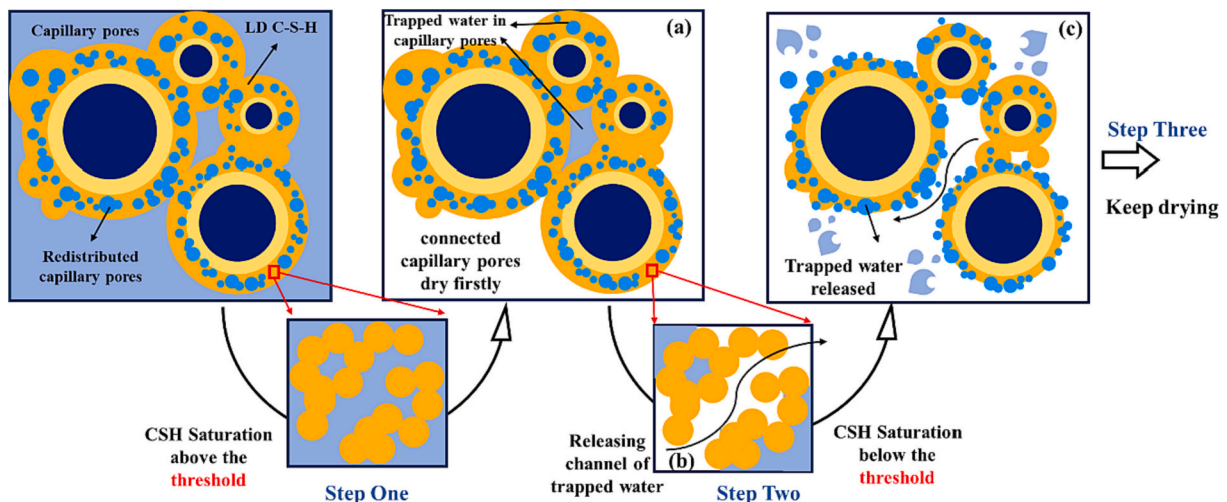 Capillary pores
LD C-S-H
Redistributed
capillary pores
Trapped water in
capillary pores
(a)
connected
capillary pores
dry firstly
(c)
Trapped water
released
Step Three
Keep drying
CSH Saturation
above the
threshold
Step One
Releasing
channel of
trapped water
(b)
Step Two
CSH Saturation
below the
threshold